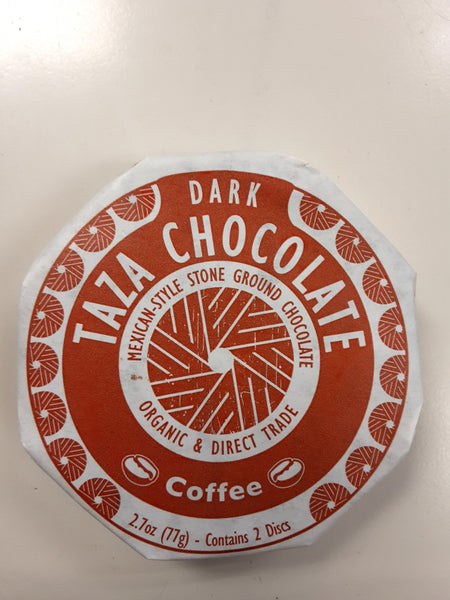 DARK
TAZA CHOCOLATE
MEXICAN-STYLE STONE GROUND CHOCOLATE
ORGANIC & DIRECT TRADE
Coffee
2.7oz (77g) - Contains 2 Discs